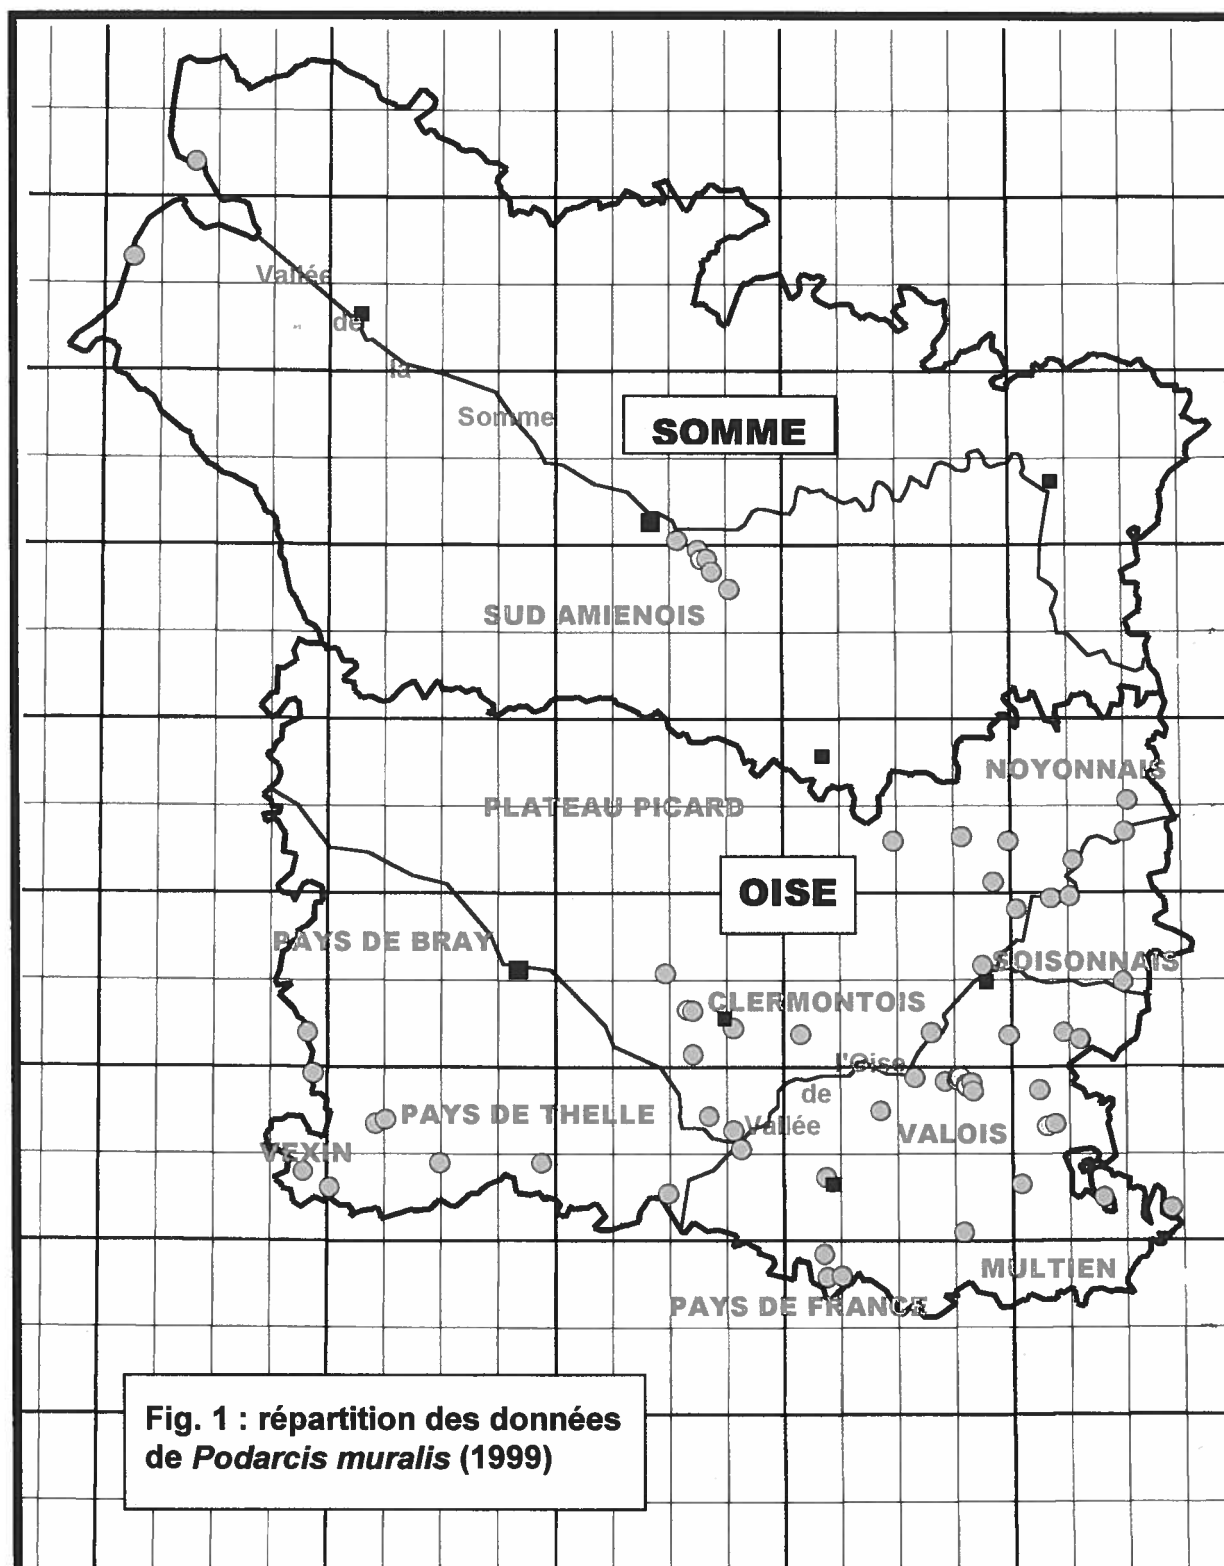 Vallée
de
la
Somme
SOMME
SUD AMIENOIS
NOYONNAIS
PLATEAU PICARD
OISE
PAYS DE BRAY
SOISONNAIS
CLERMONTOIS
l'Oise
de
Vallée
PAYS DE THELLE
VALOIS
VEXIN
MULTIEN
PAYS DE FRANCE
Fig. 1 : répartition des données
de Podarcis muralis (1999)